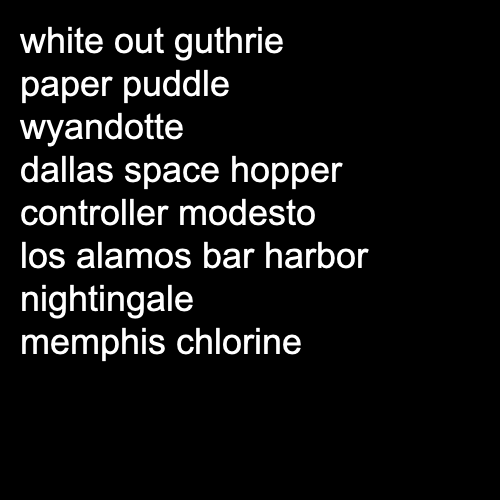 white out guthrie
paper puddle
wyandotte
dallas space hopper
controller modesto
los alamos bar harbor
nightingale
memphis chlorine